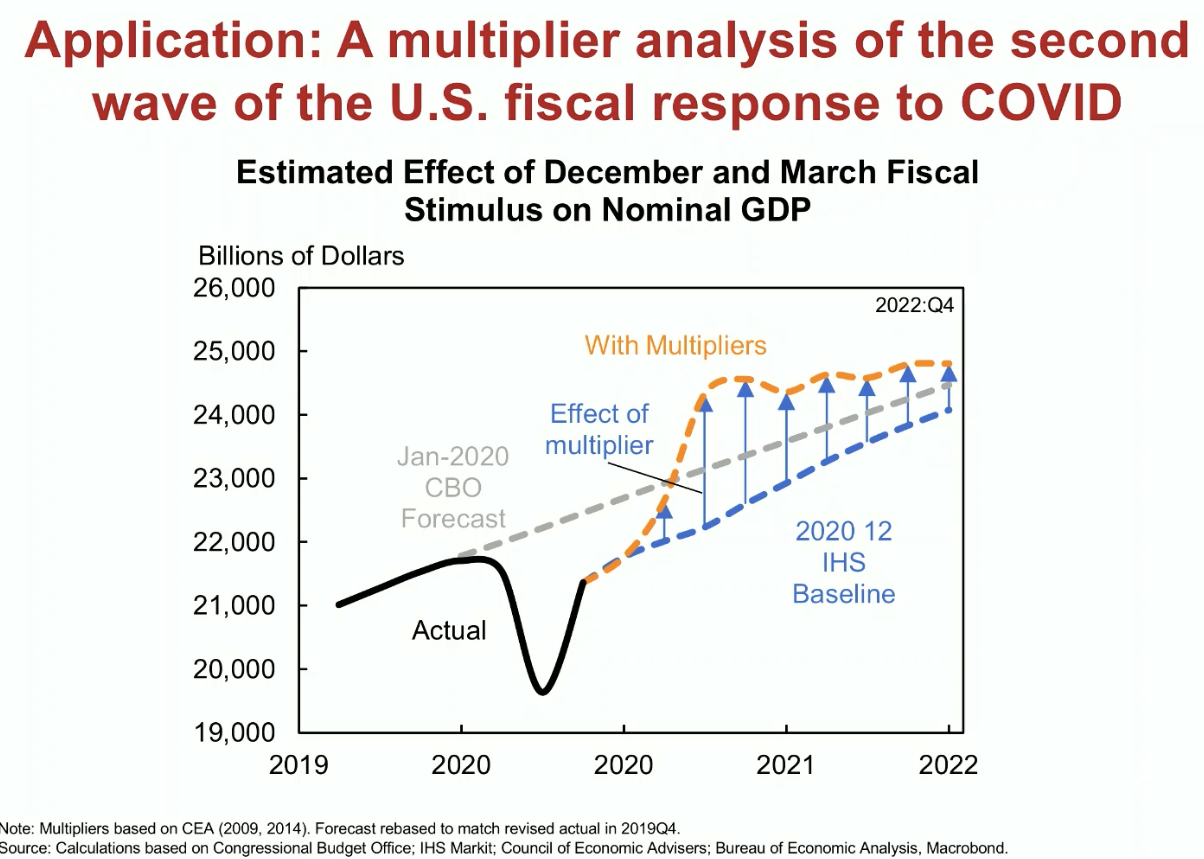 Application: A multiplier analysis of the second
wave of the U.S. fiscal response to COVID
Estimated Effect of December and March Fiscal
Stimulus on Nominal GDP
Billions of Dollars
26,000
25,000
24,000
23,000
22,000
21,000
20,000
19,000
2022:Q4
With Multipliers
Effect of
multiplier
Jan-2020
CBO
Forecast
2020 12
IHS
Baseline
Actual
2019
2020
2020
2021
2022
Note: Multipliers based on CEA (2009, 2014). Forecast rebased to match revised actual in 2019Q4.
Source: Calculations based on Congressional Budget Office; IHS Markit; Council of Economic Advisers; Bureau of Economic Analysis, Macrobond.